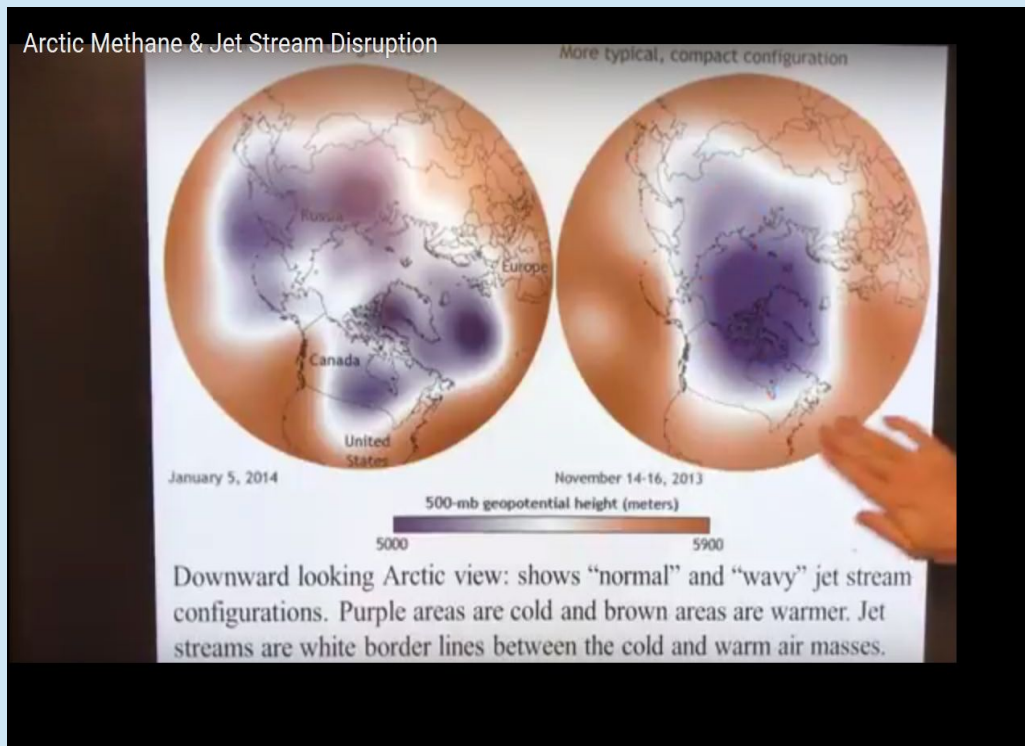 Arctic Methane & Jet Stream Disruption
More typical, compact configuration
Russia
Europe
Canada
United
States
January 5, 2014
November 14-16, 2013
500-mb geopotential height (meters)
5000
5900
Downward looking Arctic view: shows “normal” and “wavy” jet stream
configurations. Purple areas are cold and brown areas are warmer. Jet
streams are white border lines between the cold and warm air masses.